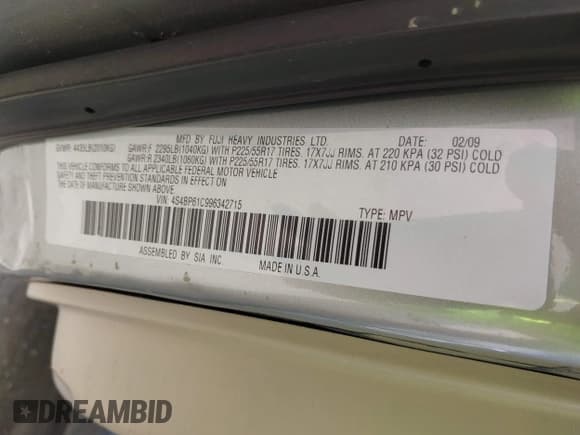 MFD. BY FUJI HEAVY INDUSTRIES LTD. DATE: 02/09
GVWR: 4435LB(2010KG) GAWR:F 2295LB(1040KG) WITH P225/55R17 TIRES. 17X7JJ RIMS. AT 220 KPA (32 PSI) COLD
GAWR:R 2340LB(1060KG) WITH P225/55R17 TIRES. 17X7JJ RIMS. AT 210 KPA (30 PSI) COLD
THIS VEHICLE CONFORMS TO ALL APPLICABLE FEDERAL MOTOR VEHICLE
SAFETY AND THEFT PREVENTION STANDARDS IN EFFECT
ON THE DATE OF MANUFACTURE SHOWN ABOVE.
VIN: 4S4BP61C996342715 TYPE: MPV
ASSEMBLED BY SIA INC. MADE IN U.S.A.
DREAMBID